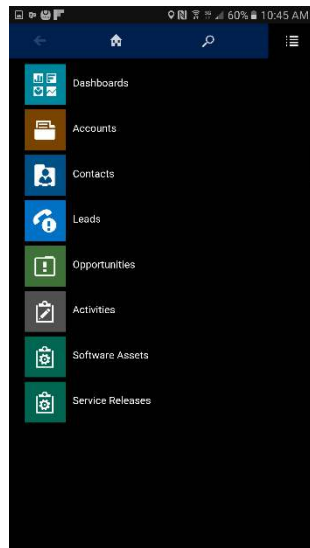 60% 10:45 AM
Dashboards
Accounts
Contacts
Leads
Opportunities
Activities
Software Assets
Service Releases